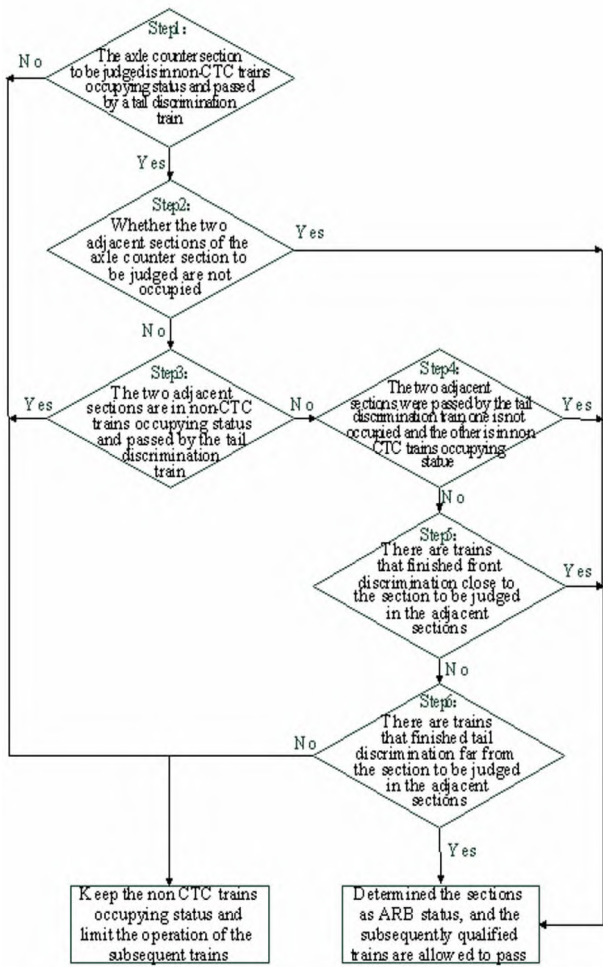 Step1:
No
The axle counter section
to be judged is in non-CTC trains
occupying status and passed
by a tail discrimination
train
Yes
Step2:
Whether the two
adjacent sections of the
axle counter section to
be judged are not
occupied
Yes
No
Step3:
The two adjacent
sections are in non-CTC
trains occupying status
and passed by the tail
discrimination
train
Yes
No
Step4:
The two adjacent
sections, were passed by the tail
discrimination train, one is not
occupied and the other is in non
CTC trains occupying
statue
Yes
No
Step5:
There are trains
that finished front
discrimination close to
the section to be judged
in the adjacent
sections
Yes
No
Step6:
There are trains
that finished tail
discrimination far from
the section to be judged
in the adjacent
sections
No
Yes
Keep the non CTC trains
occupying status and
limit the operation of the
subsequent trains
Determined the sections
as ARB status, and the
subsequently qualified
trains are allowed to pass